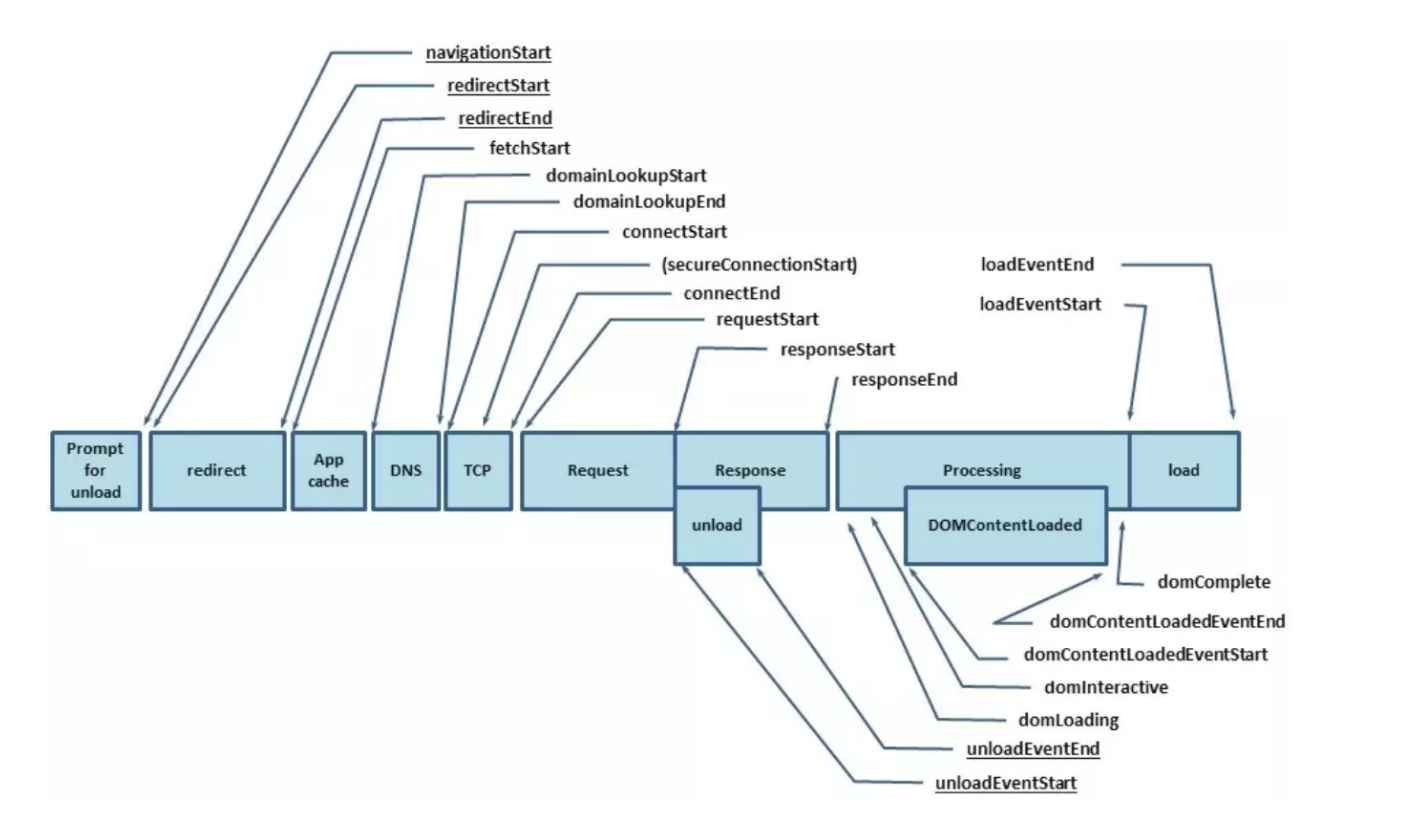 navigationStart
redirectStart
redirectEnd
fetchStart
domainLookupStart
domainLookupEnd
connectStart
(secureConnectionStart)
loadEventEnd
connectEnd
loadEventStart
requestStart
responseStart
responseEnd
Prompt
for
unload
redirect
App
cache
DNS
TCP
Request
Response
Processing
load
unload
DOMContentLoaded
domComplete
domContentLoadedEventEnd
domContentLoadedEventStart
domInteractive
domLoading
unloadEventEnd
unloadEventStart